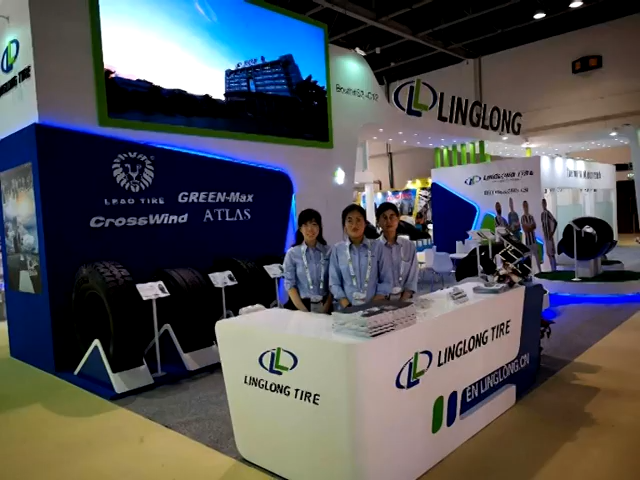 LINGLONG TIRE
LINGLONG
LEAO TIRE
GREEN-Max
CrossWind
ATLAS
LINGLONG TIRE
LINGLONG TIRE
LINGLONG TIRE
EN LINGLONG.CN